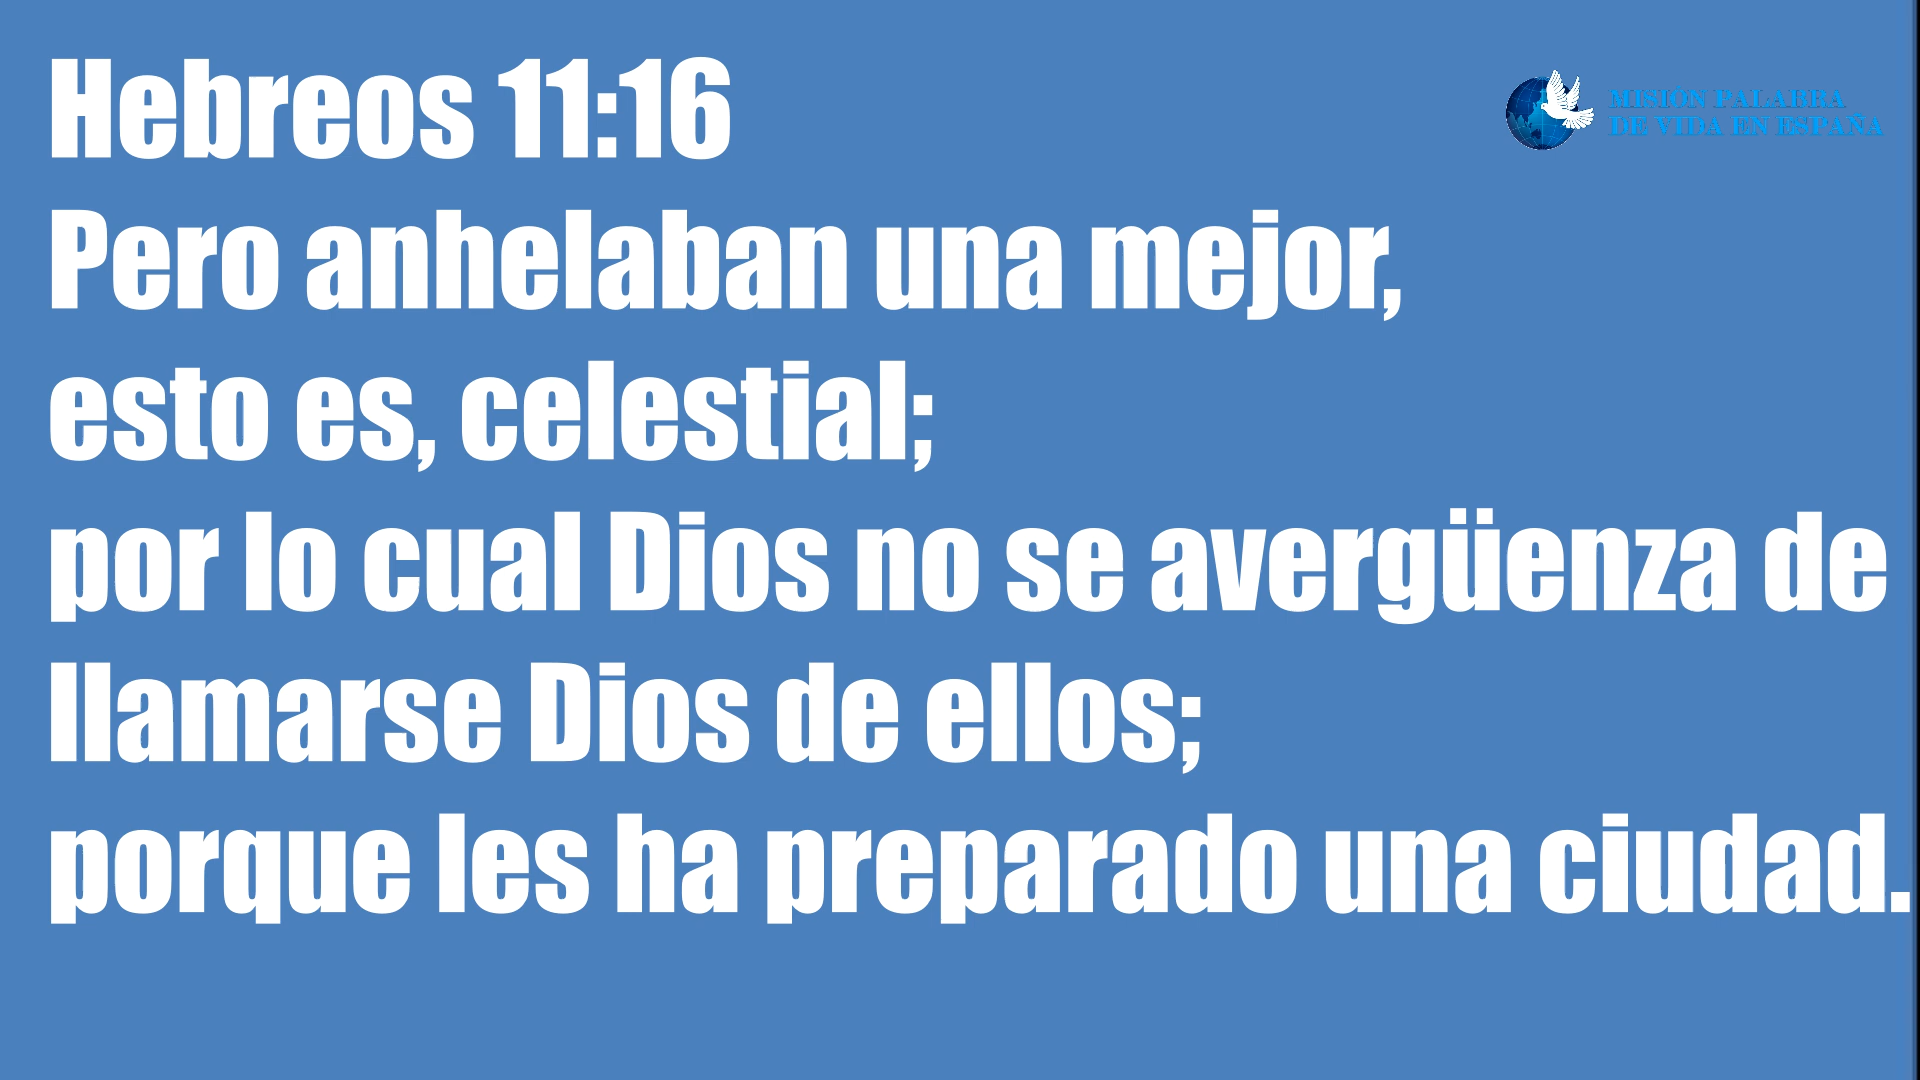 Hebreos 11:16
MISIÓN PALABRA
DE VIDA EN ESPAÑA
Pero anhelaban una mejor,
esto es, celestial;
por lo cual Dios no se avergüenza de
llamarse Dios de ellos;
porque les ha preparado una ciudad.